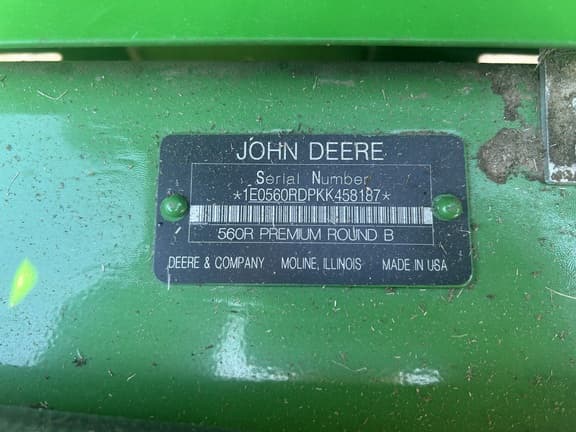 JOHN DEERE
Serial Number
*1E0560RDPKK458187*
560R PREMIUM ROUND B
DEERE & COMPANY MOLINE, ILLINOIS MADE IN USA